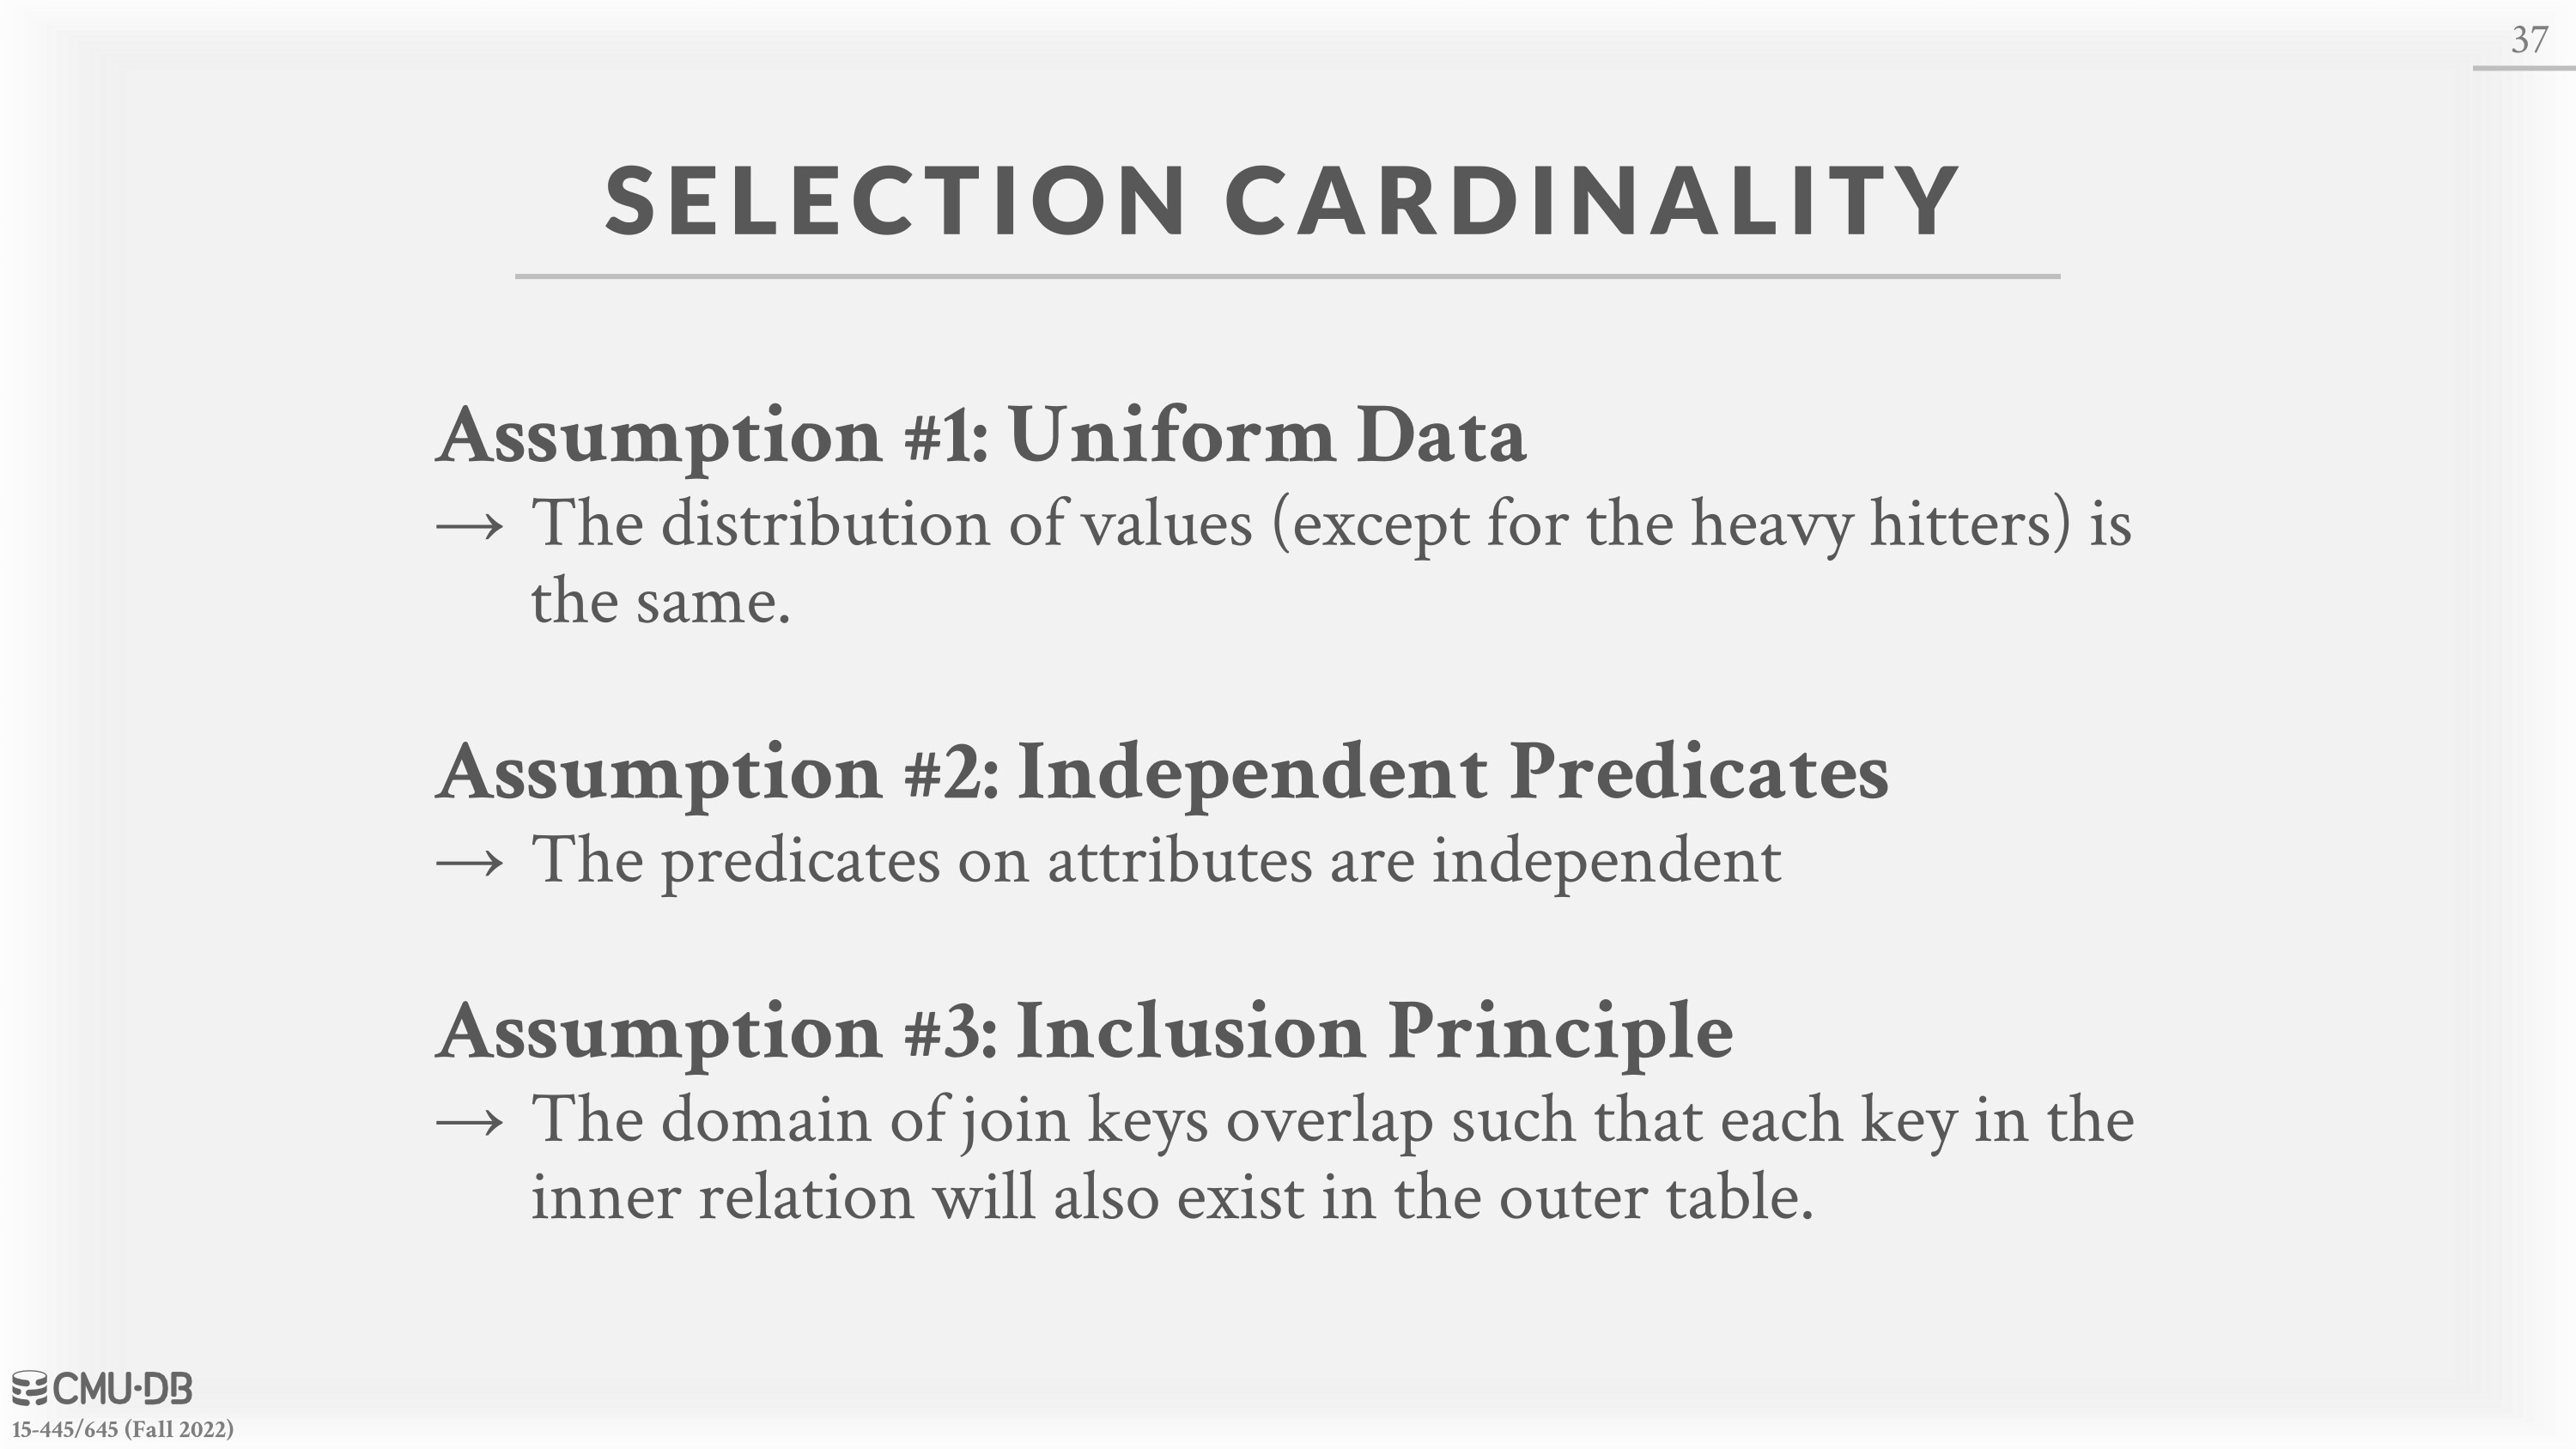 37
SELECTION CARDINALITY
Assumption #1: Uniform Data
→ The distribution of values (except for the heavy hitters) is
the same.
Assumption #2: Independent Predicates
→ The predicates on attributes are independent
Assumption #3: Inclusion Principle
→ The domain of join keys overlap such that each key in the
inner relation will also exist in the outer table.
CMU·DB
15-445/645 (Fall 2022)